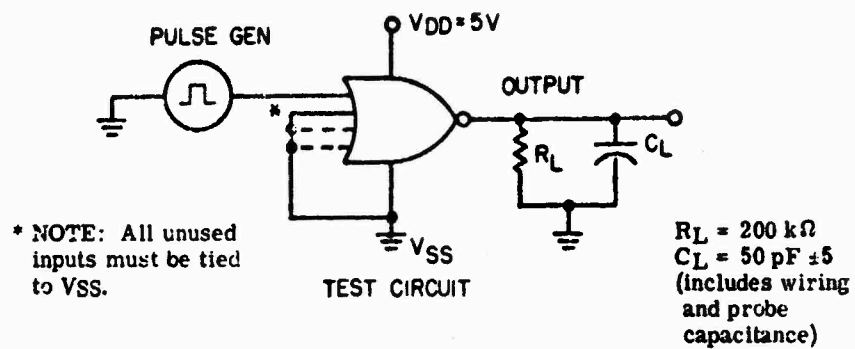 VDD = 5V
PULSE GEN
OUTPUT
*
RL
CL
* NOTE: All unused
inputs must be tied
to VSS.
VSS
TEST CIRCUIT
RL = 200 kΩ
CL = 50 pF ±5
(includes wiring
and probe
capacitance)